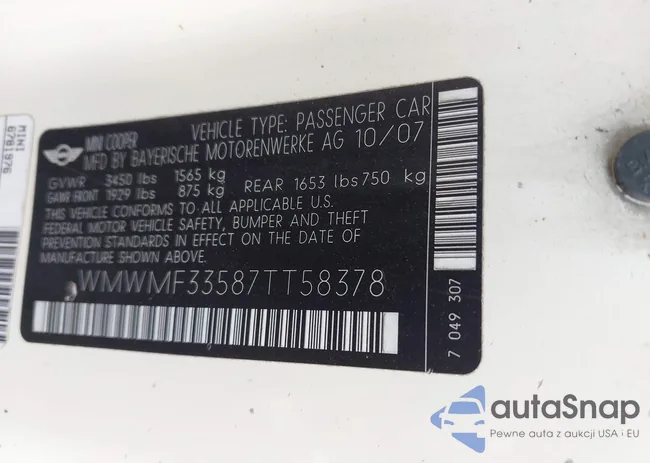 MINI
6781976
MINI
MINI COOPER
VEHICLE TYPE: PASSENGER CAR
MFD BY BAYERISCHE MOTORENWERKE AG 10/07
GVWR 3450 lbs 1565 kg
GAWR FRONT 1929 lbs 875 kg REAR 1653 lbs 750 kg
THIS VEHICLE CONFORMS TO ALL APPLICABLE U.S.
FEDERAL MOTOR VEHICLE SAFETY, BUMPER AND THEFT
PREVENTION STANDARDS IN EFFECT ON THE DATE OF
MANUFACTURE SHOWN ABOVE.
WMWMF33587TT58378
7 049 307
autaSnap
Pewne auta z aukcji USA i EU